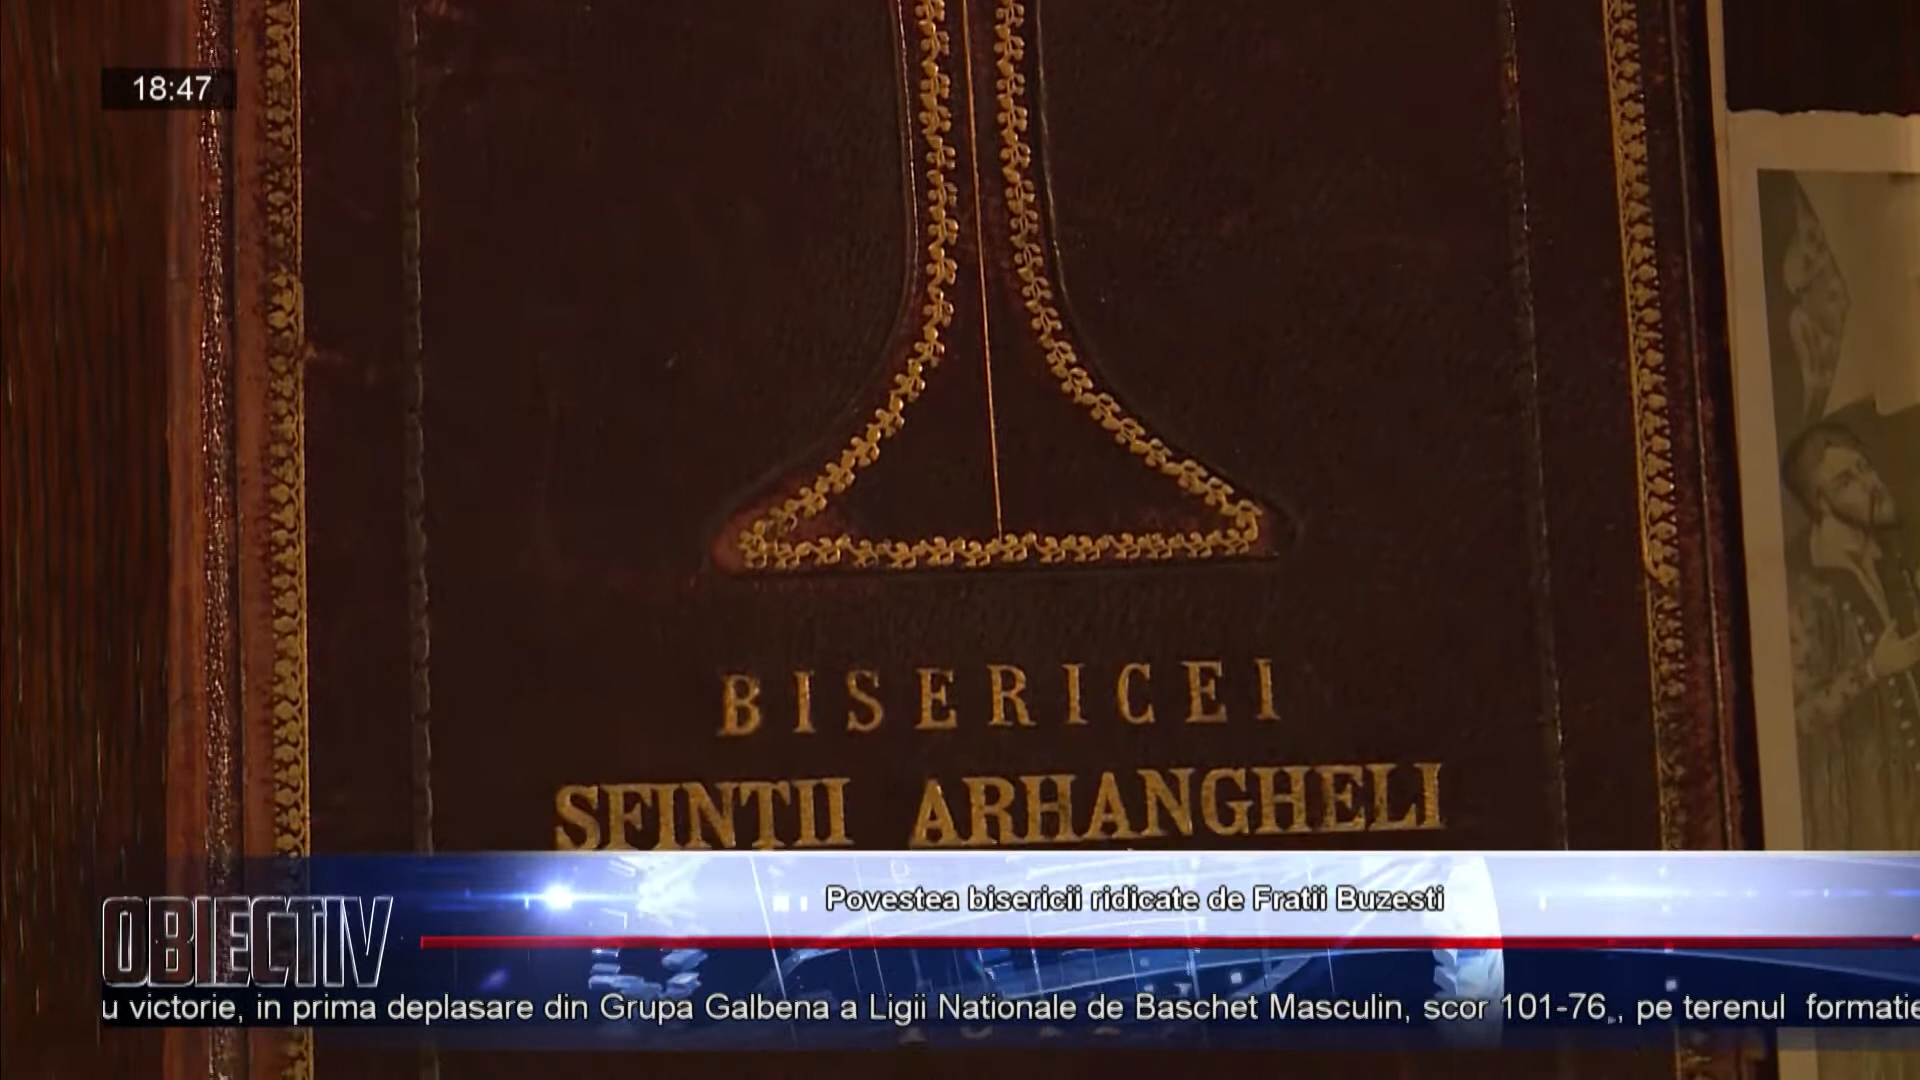 18:47
BISERICEI
SFINTII ARHANGHELI
Povestea bisericii ridicate de Fratii Buzesti
OBIECTIV
u victorie, in prima deplasare din Grupa Galbena a Ligii Nationale de Baschet Masculin, scor 101-76,, pe terenul formatie